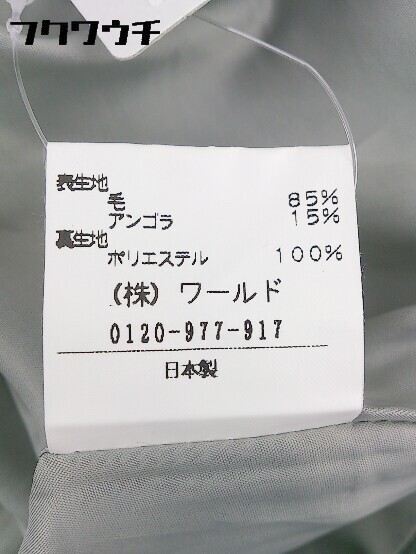 フクワウチ
表生地
毛 85%
アンゴラ 15%
裏生地
ポリエステル 100%
(株) ワールド
0120-977-917
日本製